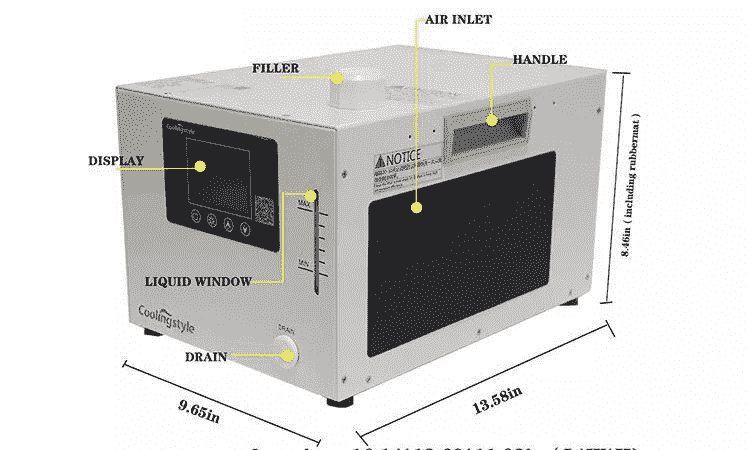 AIR INLET
FILLER
HANDLE
Coolingstyle
NOTICE
DISPLAY
MAX
8.46in ( including rubbermat )
MIN
LIQUID WINDOW
Coolingstyle
DRAIN
DRAIN
9.65in
13.58in